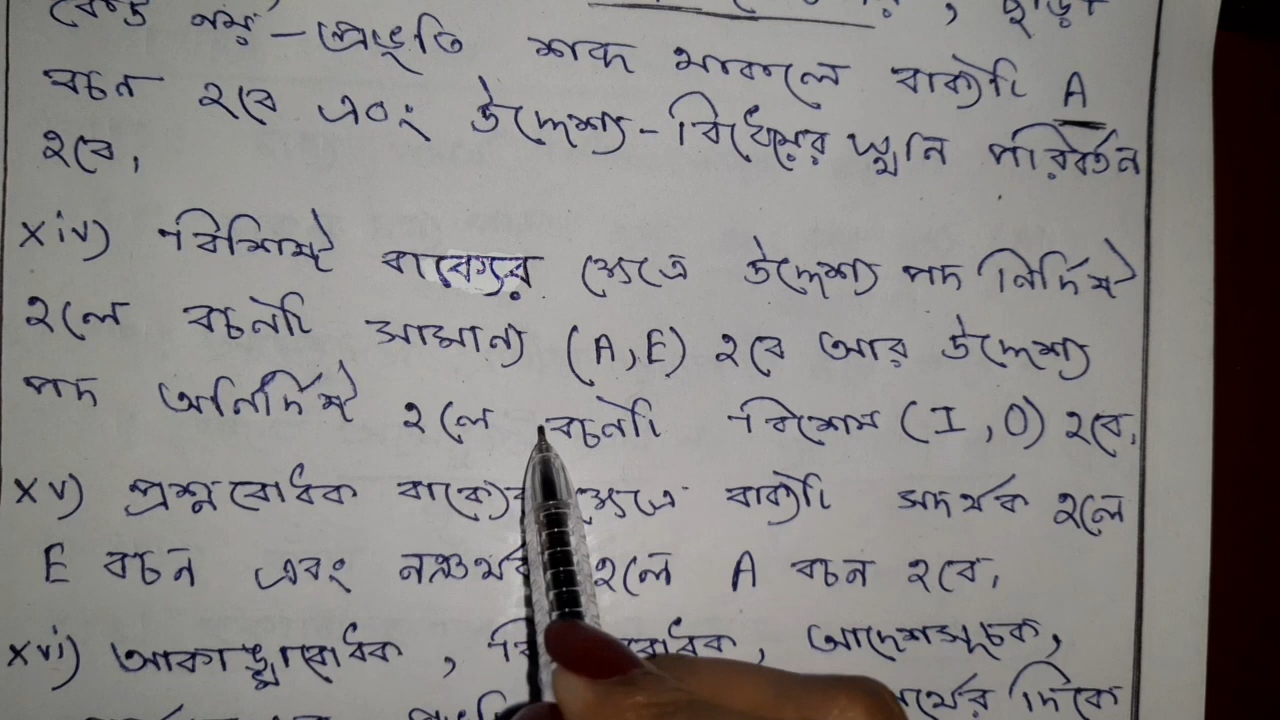 কেউ নয় – প্রভৃতি শব্দ থাকলে বাক্যটি A
বচন হবে এবং উদ্দেশ্য - বিধেয়ের স্থান পরিবর্তন
হবে।
xiv) বিশিষ্ট বাক্যের ক্ষেত্রে উদ্দেশ্য পদ নির্দিষ্ট
হলে বচনটি সামান্য (A, E) হবে আর উদ্দেশ্য
পদ অনির্দিষ্ট হলে বচনটি বিশেষ (I, O) হবে।
xv) প্রশ্নবোধক বাক্যের ক্ষেত্রে বাক্যটি সদর্থক হলে
E বচন এবং নঞর্থক হলে A বচন হবে।
xvi) আকাঙ্খাবোধক, আদেশসূচক,
দিকে